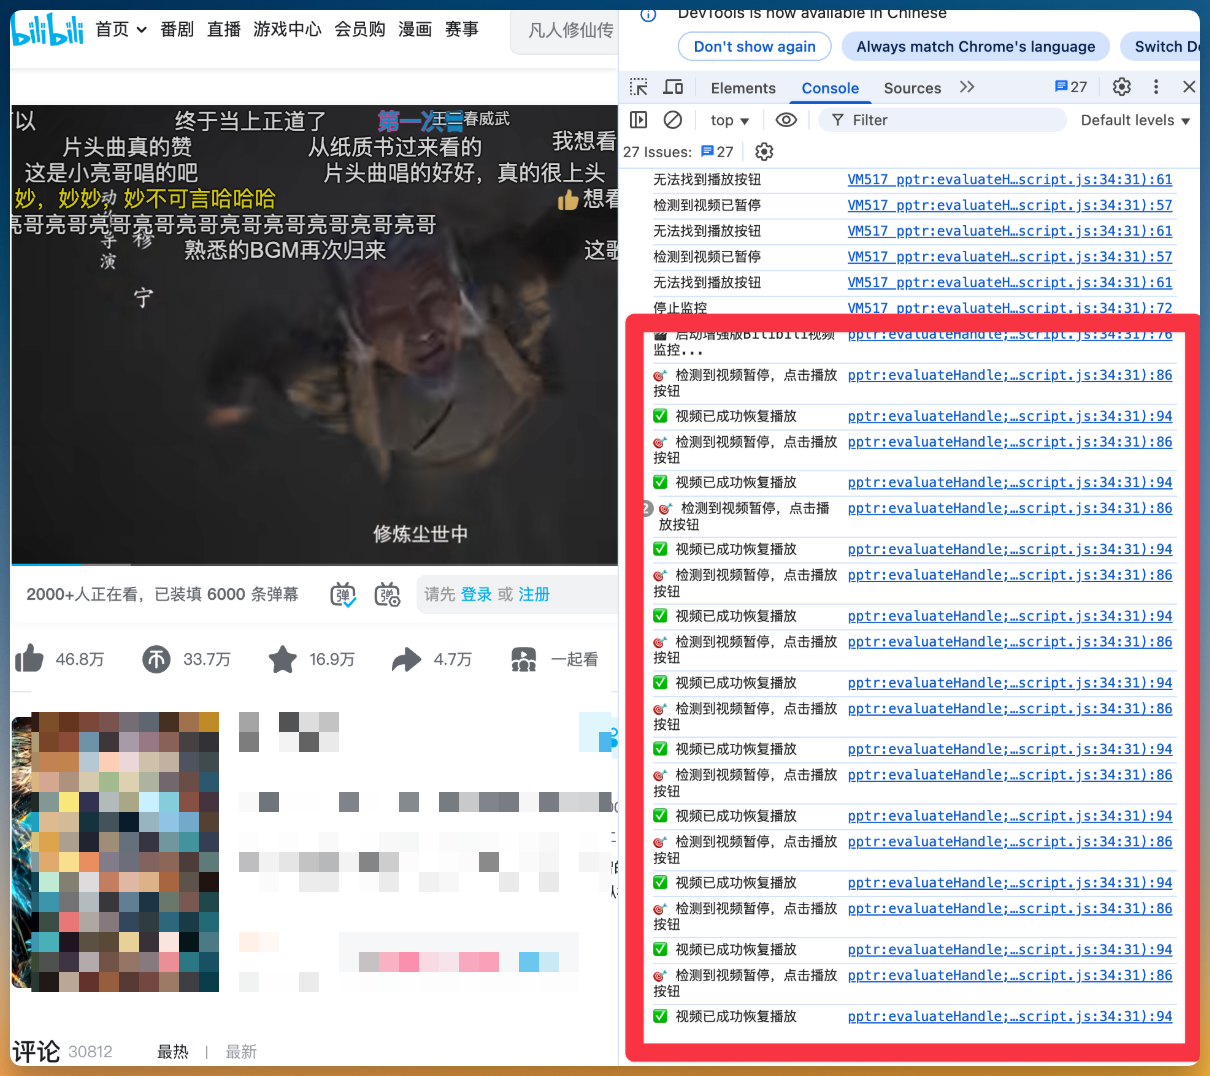 bilibili
首页 番剧 直播 游戏中心 会员购 漫画 赛事
凡人修仙传
可以
终于当上正道了
第一次
王三春威武
片头曲真的赞
从纸质书过来看的
我想看
这是小亮哥唱的吧
片头曲唱的好好，真的很上头
妙，妙妙，妙不可言哈哈哈
想看
亮哥亮哥亮哥亮哥亮哥亮哥亮哥亮哥亮哥亮哥
熟悉的BGM再次归来
这歌
导演
穆宁
修炼尘世中
2000+人正在看，已装填 6000 条弹幕
弹
弹
请先 登录 或 注册
46.8万
33.7万
16.9万
4.7万
一起看
评论 30812
最热 | 最新
DevTools is now available in Chinese
Don't show again
Always match Chrome's language
Switch De
Elements Console Sources 27
top Filter Default levels
27 Issues: 27
无法找到播放按钮 VM517 pptr:evaluateH…script.js:34:31):61
检测到视频已暂停 VM517 pptr:evaluateH…script.js:34:31):57
无法找到播放按钮 VM517 pptr:evaluateH…script.js:34:31):61
检测到视频已暂停 VM517 pptr:evaluateH…script.js:34:31):57
无法找到播放按钮 VM517 pptr:evaluateH…script.js:34:31):61
停止监控 VM517 pptr:evaluateH…script.js:34:31):72
🎬 启动增强版Bilibili视频 pptr:evaluateHandle;…script.js:34:31):76
监控...
🎯 检测到视频暂停，点击播放 pptr:evaluateHandle;…script.js:34:31):86
按钮
✅ 视频已成功恢复播放 pptr:evaluateHandle;…script.js:34:31):94
🎯 检测到视频暂停，点击播放 pptr:evaluateHandle;…script.js:34:31):86
按钮
✅ 视频已成功恢复播放 pptr:evaluateHandle;…script.js:34:31):94
2 🎯 检测到视频暂停，点击播 pptr:evaluateHandle;…script.js:34:31):86
放按钮
✅ 视频已成功恢复播放 pptr:evaluateHandle;…script.js:34:31):94
🎯 检测到视频暂停，点击播放 pptr:evaluateHandle;…script.js:34:31):86
按钮
✅ 视频已成功恢复播放 pptr:evaluateHandle;…script.js:34:31):94
🎯 检测到视频暂停，点击播放 pptr:evaluateHandle;…script.js:34:31):86
按钮
✅ 视频已成功恢复播放 pptr:evaluateHandle;…script.js:34:31):94
🎯 检测到视频暂停，点击播放 pptr:evaluateHandle;…script.js:34:31):86
按钮
✅ 视频已成功恢复播放 pptr:evaluateHandle;…script.js:34:31):94
🎯 检测到视频暂停，点击播放 pptr:evaluateHandle;…script.js:34:31):86
按钮
✅ 视频已成功恢复播放 pptr:evaluateHandle;…script.js:34:31):94
🎯 检测到视频暂停，点击播放 pptr:evaluateHandle;…script.js:34:31):86
按钮
✅ 视频已成功恢复播放 pptr:evaluateHandle;…script.js:34:31):94
🎯 检测到视频暂停，点击播放 pptr:evaluateHandle;…script.js:34:31):86
按钮
✅ 视频已成功恢复播放 pptr:evaluateHandle;…script.js:34:31):94
🎯 检测到视频暂停，点击播放 pptr:evaluateHandle;…script.js:34:31):86
按钮
✅ 视频已成功恢复播放 pptr:evaluateHandle;…script.js:34:31):94